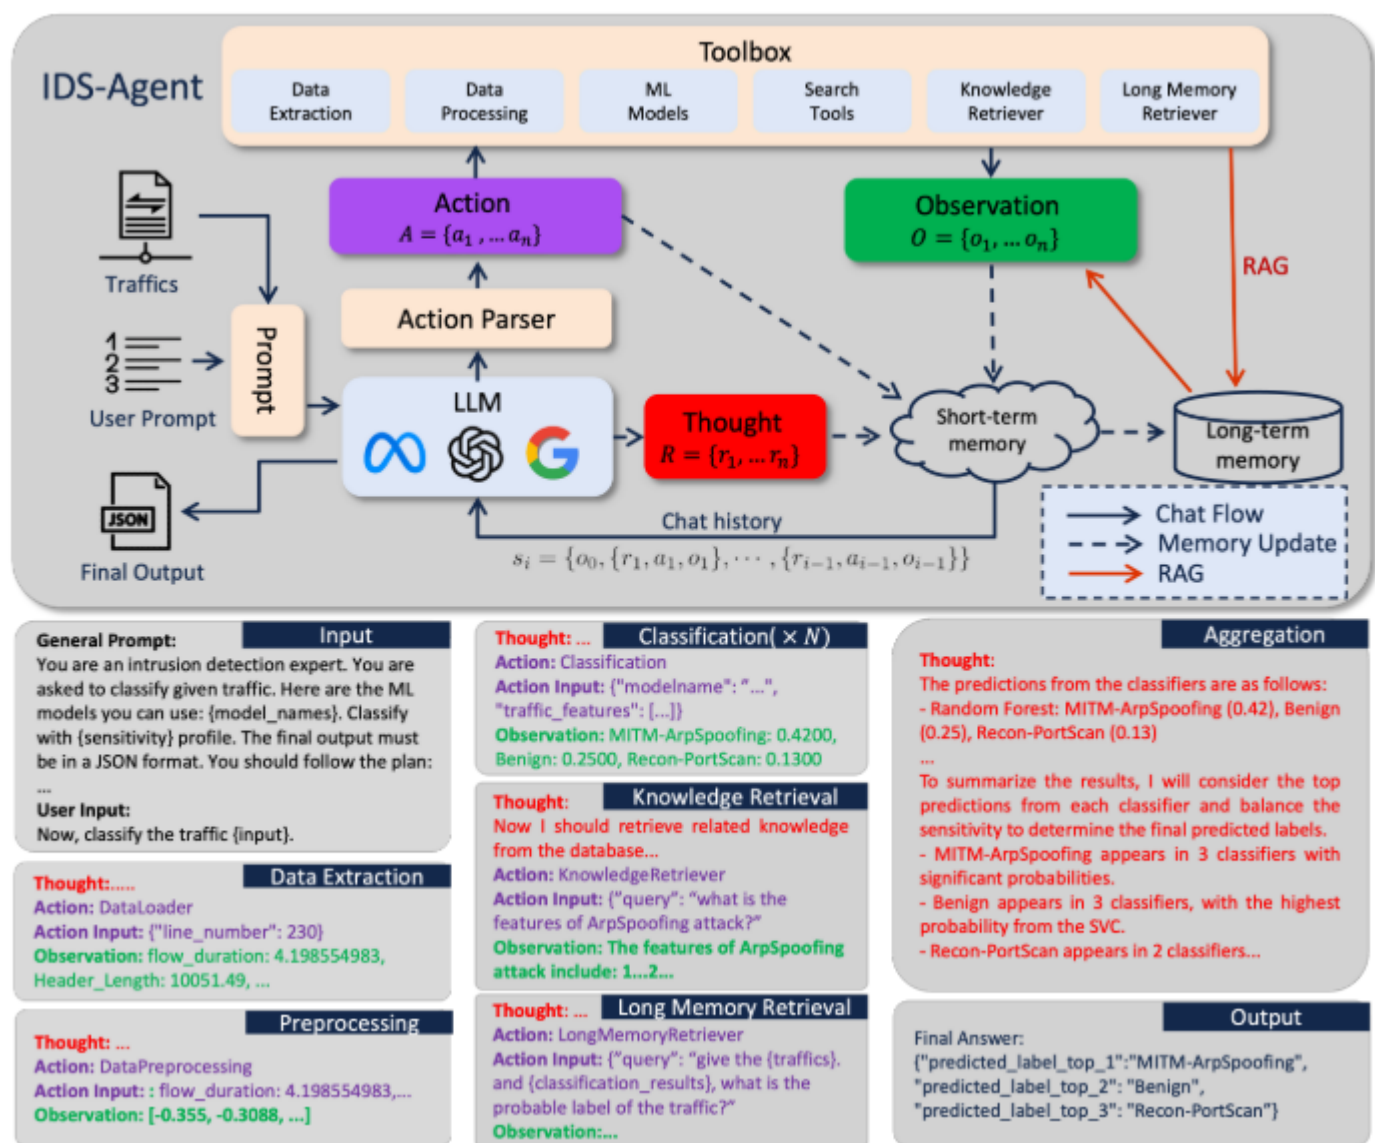 IDS-Agent
Toolbox
Data
Extraction
Data
Processing
ML
Models
Search
Tools
Knowledge
Retriever
Long Memory
Retriever
Action
A = {a₁ , … aₙ}
Observation
O = {o₁, … oₙ}
RAG
Traffics
Action Parser
1
2
3
User Prompt
Prompt
LLM
Thought
R = {r₁, … rₙ}
Short-term
memory
Long-term
memory
JSON
Final Output
Chat history
sᵢ = {o₀, {r₁, a₁, o₁}, ⋯ , {rᵢ₋₁, aᵢ₋₁, oᵢ₋₁}}
Chat Flow
Memory Update
RAG
Input
General Prompt:
You are an intrusion detection expert. You are
asked to classify given traffic. Here are the ML
models you can use: {model_names}. Classify
with {sensitivity} profile. The final output must
be in a JSON format. You should follow the plan:
...
User Input:
Now, classify the traffic {input}.
Data Extraction
Thought:.....
Action: DataLoader
Action Input: {"line_number": 230}
Observation: flow_duration: 4.198554983,
Header_Length: 10051.49, ...
Preprocessing
Thought: ...
Action: DataPreprocessing
Action Input: : flow_duration: 4.198554983,...
Observation: [-0.355, -0.3088, ...]
Classification( × N)
Thought: ...
Action: Classification
Action Input: {"modelname": "...",
"traffic_features": [...]}
Observation: MITM-ArpSpoofing: 0.4200,
Benign: 0.2500, Recon-PortScan: 0.1300
Knowledge Retrieval
Thought:
Now I should retrieve related knowledge
from the database...
Action: KnowledgeRetriever
Action Input: {"query": "what is the
features of ArpSpoofing attack?"
Observation: The features of ArpSpoofing
attack include: 1...2...
Long Memory Retrieval
Thought: ...
Action: LongMemoryRetriever
Action Input: {"query": "give the {traffics}.
and {classification_results}, what is the
probable label of the traffic?"
Observation:...
Aggregation
Thought:
The predictions from the classifiers are as follows:
- Random Forest: MITM-ArpSpoofing (0.42), Benign
(0.25), Recon-PortScan (0.13)
...
To summarize the results, I will consider the top
predictions from each classifier and balance the
sensitivity to determine the final predicted labels.
- MITM-ArpSpoofing appears in 3 classifiers with
significant probabilities.
- Benign appears in 3 classifiers, with the highest
probability from the SVC.
- Recon-PortScan appears in 2 classifiers...
Output
Final Answer:
{"predicted_label_top_1":"MITM-ArpSpoofing",
"predicted_label_top_2": "Benign",
"predicted_label_top_3": "Recon-PortScan"}